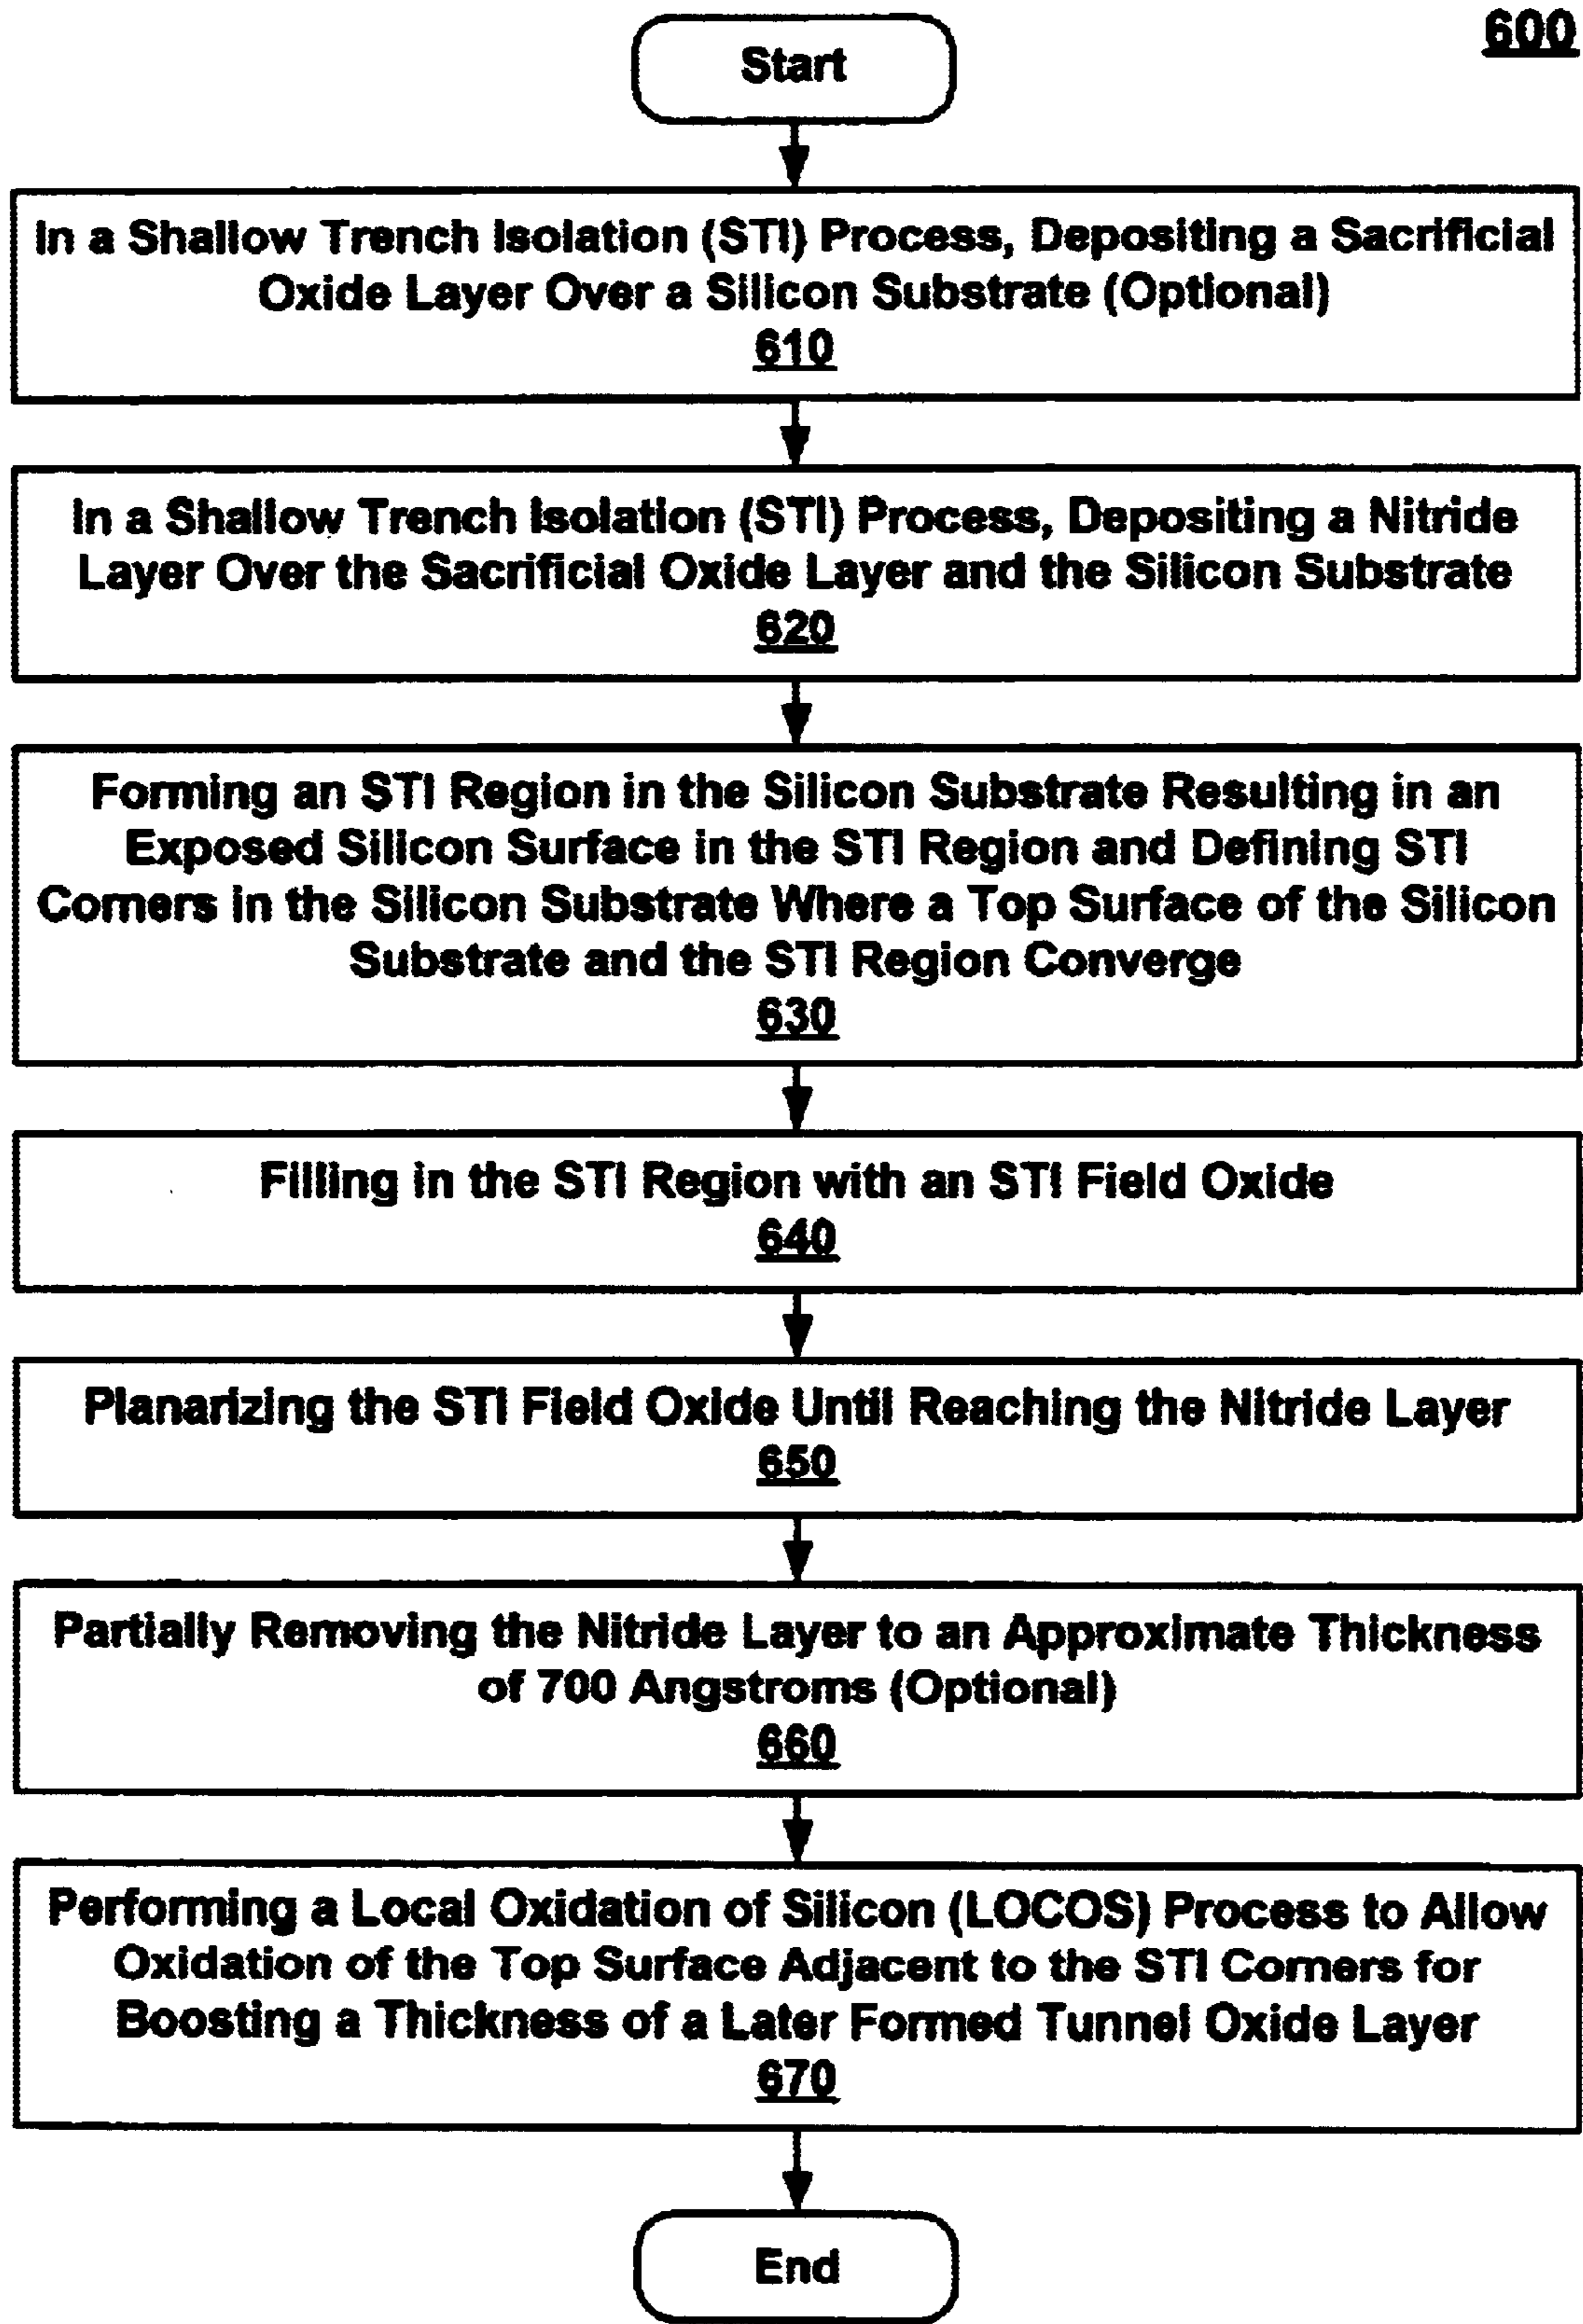 600
Start
In a Shallow Trench Isolation (STI) Process, Depositing a Sacrificial
Oxide Layer Over a Silicon Substrate (Optional)
610
In a Shallow Trench Isolation (STI) Process, Depositing a Nitride
Layer Over the Sacrificial Oxide Layer and the Silicon Substrate
620
Forming an STI Region in the Silicon Substrate Resulting in an
Exposed Silicon Surface in the STI Region and Defining STI
Corners in the Silicon Substrate Where a Top Surface of the Silicon
Substrate and the STI Region Converge
630
Filling in the STI Region with an STI Field Oxide
640
Planarizing the STI Field Oxide Until Reaching the Nitride Layer
650
Partially Removing the Nitride Layer to an Approximate Thickness
of 700 Angstroms (Optional)
660
Performing a Local Oxidation of Silicon (LOCOS) Process to Allow
Oxidation of the Top Surface Adjacent to the STI Corners for
Boosting a Thickness of a Later Formed Tunnel Oxide Layer
670
End